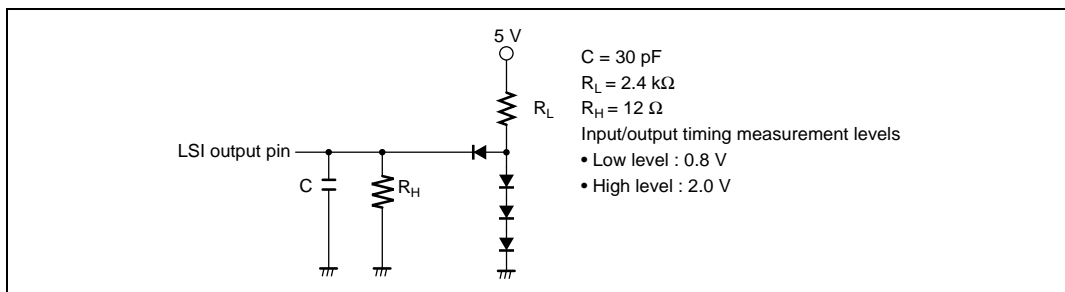 5 V
C = 30 pF
R_L = 2.4 kΩ
R_H = 12 Ω
Input/output timing measurement levels
• Low level : 0.8 V
• High level : 2.0 V
R_L
LSI output pin
C
R_H